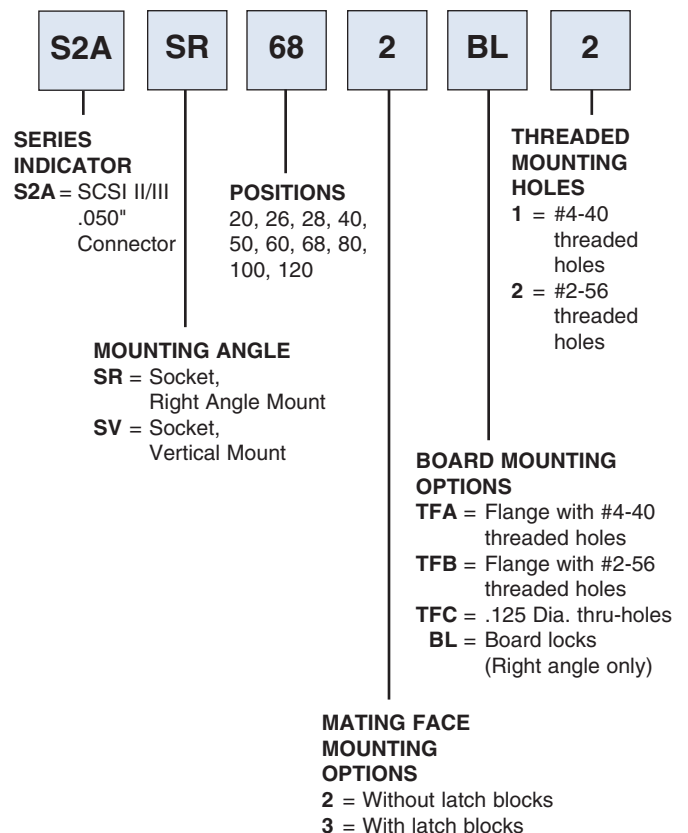 S2A SR 68 2 BL 2
SERIES
INDICATOR
S2A = SCSI II/III
.050"
Connector
POSITIONS
20, 26, 28, 40,
50, 60, 68, 80,
100, 120
THREADED
MOUNTING
HOLES
1 = #4-40
threaded
holes
2 = #2-56
threaded
holes
MOUNTING ANGLE
SR = Socket,
Right Angle Mount
SV = Socket,
Vertical Mount
BOARD MOUNTING
OPTIONS
TFA = Flange with #4-40
threaded holes
TFB = Flange with #2-56
threaded holes
TFC = .125 Dia. thru-holes
BL = Board locks
(Right angle only)
MATING FACE
MOUNTING
OPTIONS
2 = Without latch blocks
3 = With latch blocks